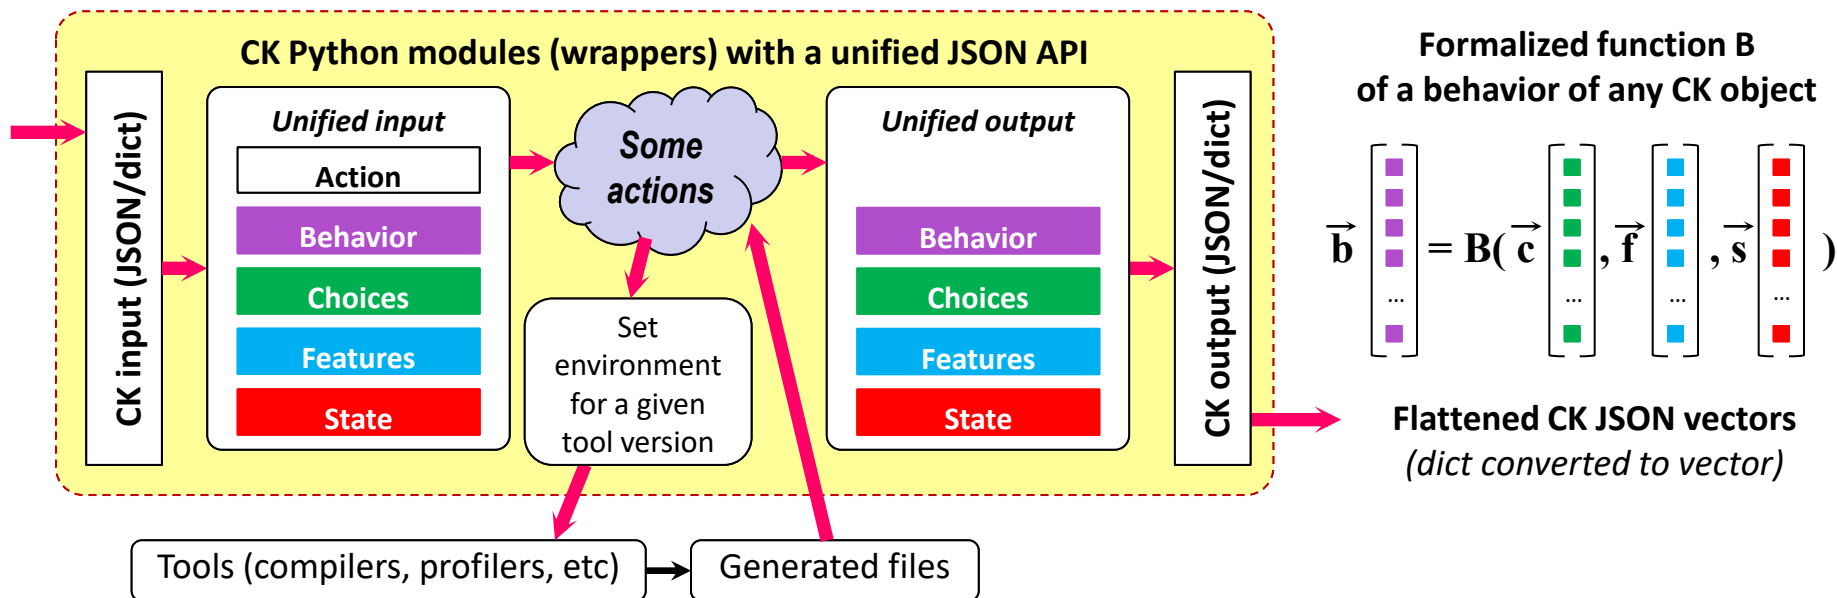 CK Python modules (wrappers) with a unified JSON API
CK input (JSON/dict)
Unified input
Action
Behavior
Choices
Features
State
Some
actions
Set
environment
for a given
tool version
Unified output
Behavior
Choices
Features
State
CK output (JSON/dict)
Tools (compilers, profilers, etc)
Generated files
Formalized function B
of a behavior of any CK object
b = B( c , f , s )
... ... ... ...
Flattened CK JSON vectors
(dict converted to vector)